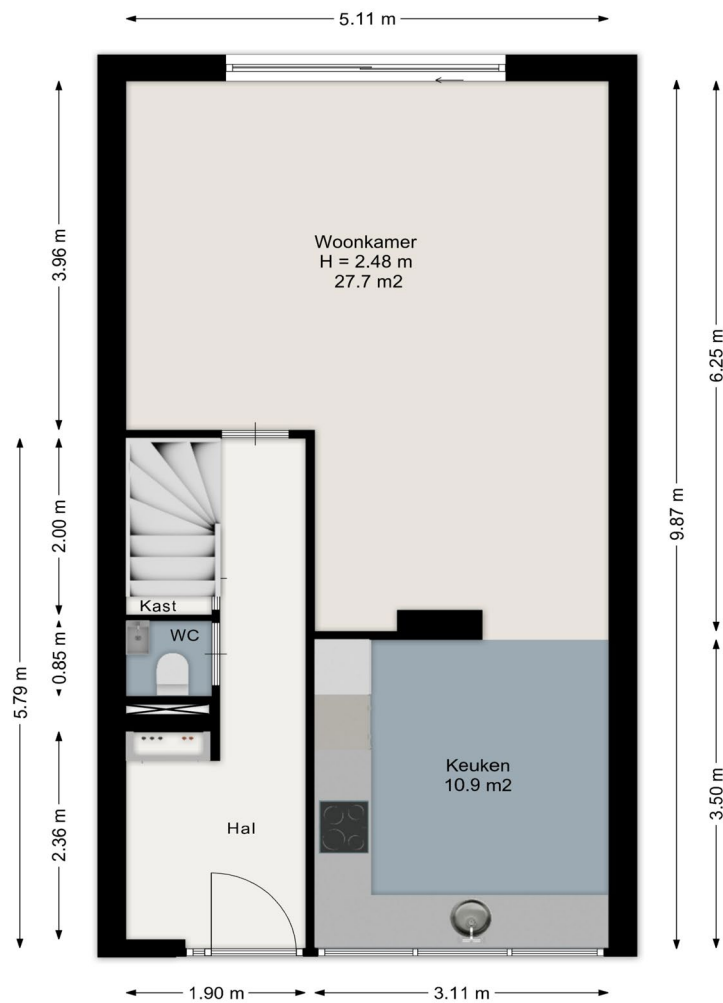 5.11 m
3.96 m
Woonkamer
H = 2.48 m
27.7 m2
6.25 m
9.87 m
2.00 m
Kast
WC
0.85 m
5.79 m
Keuken
10.9 m2
3.50 m
Hal
2.36 m
1.90 m
3.11 m